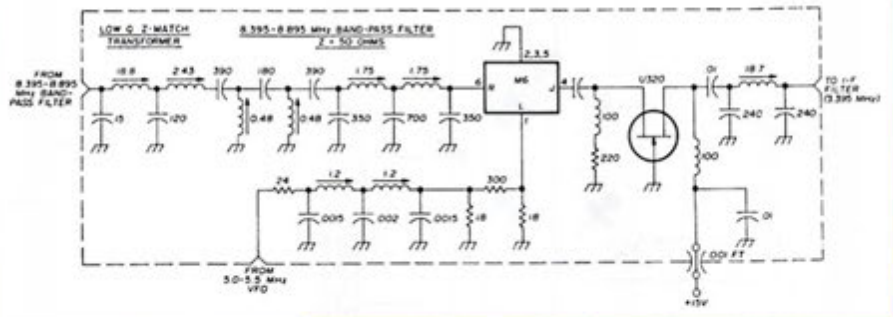 LOW Q Z-MATCH
TRANSFORMER
8.395-8.895 MHz BAND-PASS FILTER
Z = 50 OHMS
FROM
8.395-8.895
MHz BAND-
PASS FILTER
18.8
2.43
390
180
390
1.75
1.75
15
120
0.48
0.48
350
700
350
2,3,5
6
M6
4
R
J
L
1
U320
.01
18.7
TO I-F
FILTER
(3.395 MHz)
100
220
240
240
100
24
1.2
1.2
300
.0015
.002
.0015
18
18
.01
.001 FT
+15V
FROM
5.0-5.5 MHz
VFO